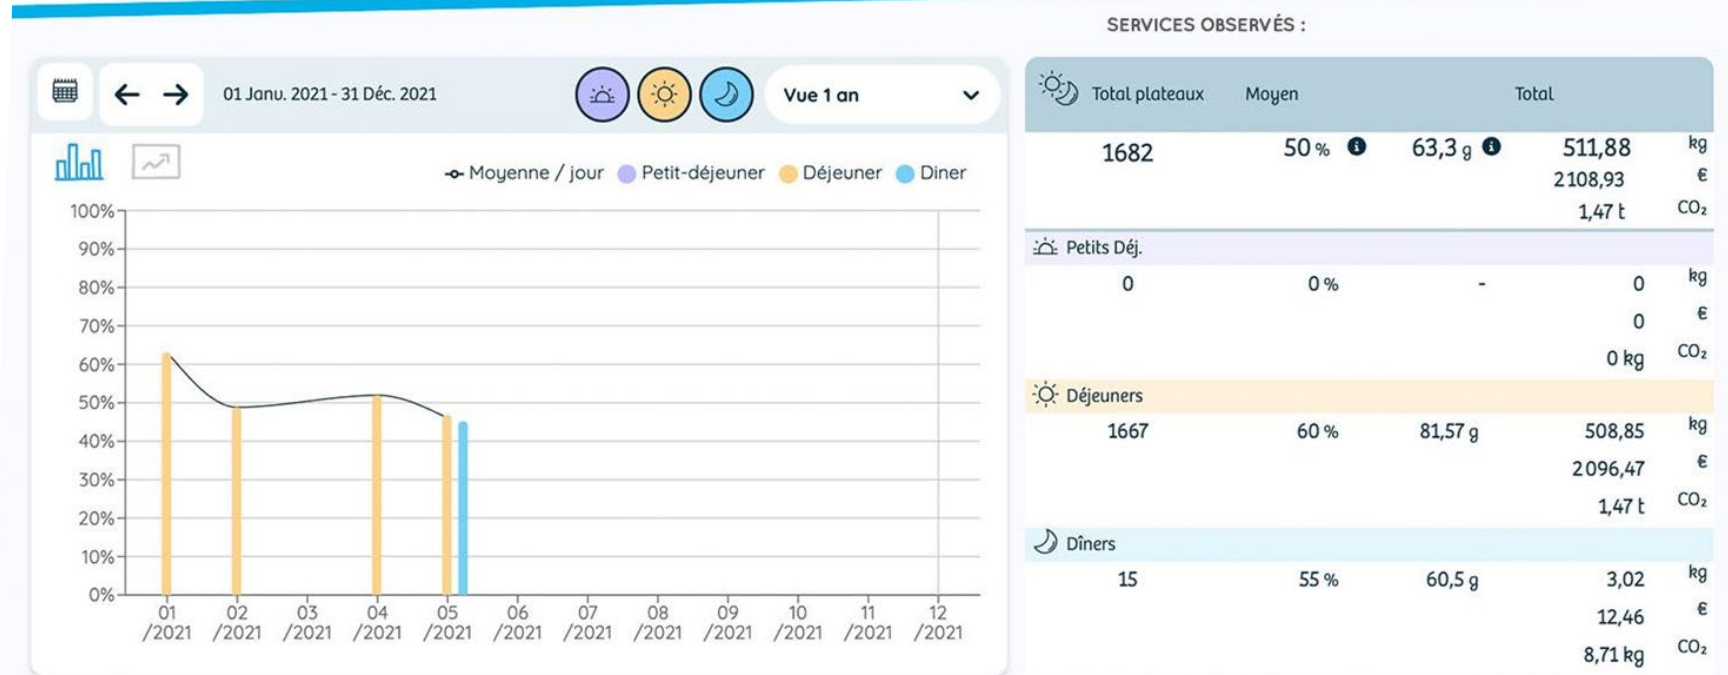 SERVICES OBSERVÉS :
01 Janu. 2021 - 31 Déc. 2021
Vue 1 an
Moyenne / jour Petit-déjeuner Déjeuner Diner
100%
90%
80%
70%
60%
50%
40%
30%
20%
10%
0%
01 02 03 04 05 06 07 08 09 10 11 12
/2021 /2021 /2021 /2021 /2021 /2021 /2021 /2021 /2021 /2021 /2021 /2021
Total plateaux Moyen Total
1682 50 % 63,3 g 511,88 kg
2108,93 €
1,47 t CO₂
Petits Déj.
0 0 % - 0 kg
0 €
0 kg CO₂
Déjeuners
1667 60 % 81,57 g 508,85 kg
2096,47 €
1,47 t CO₂
Dîners
15 55 % 60,5 g 3,02 kg
12,46 €
8,71 kg CO₂